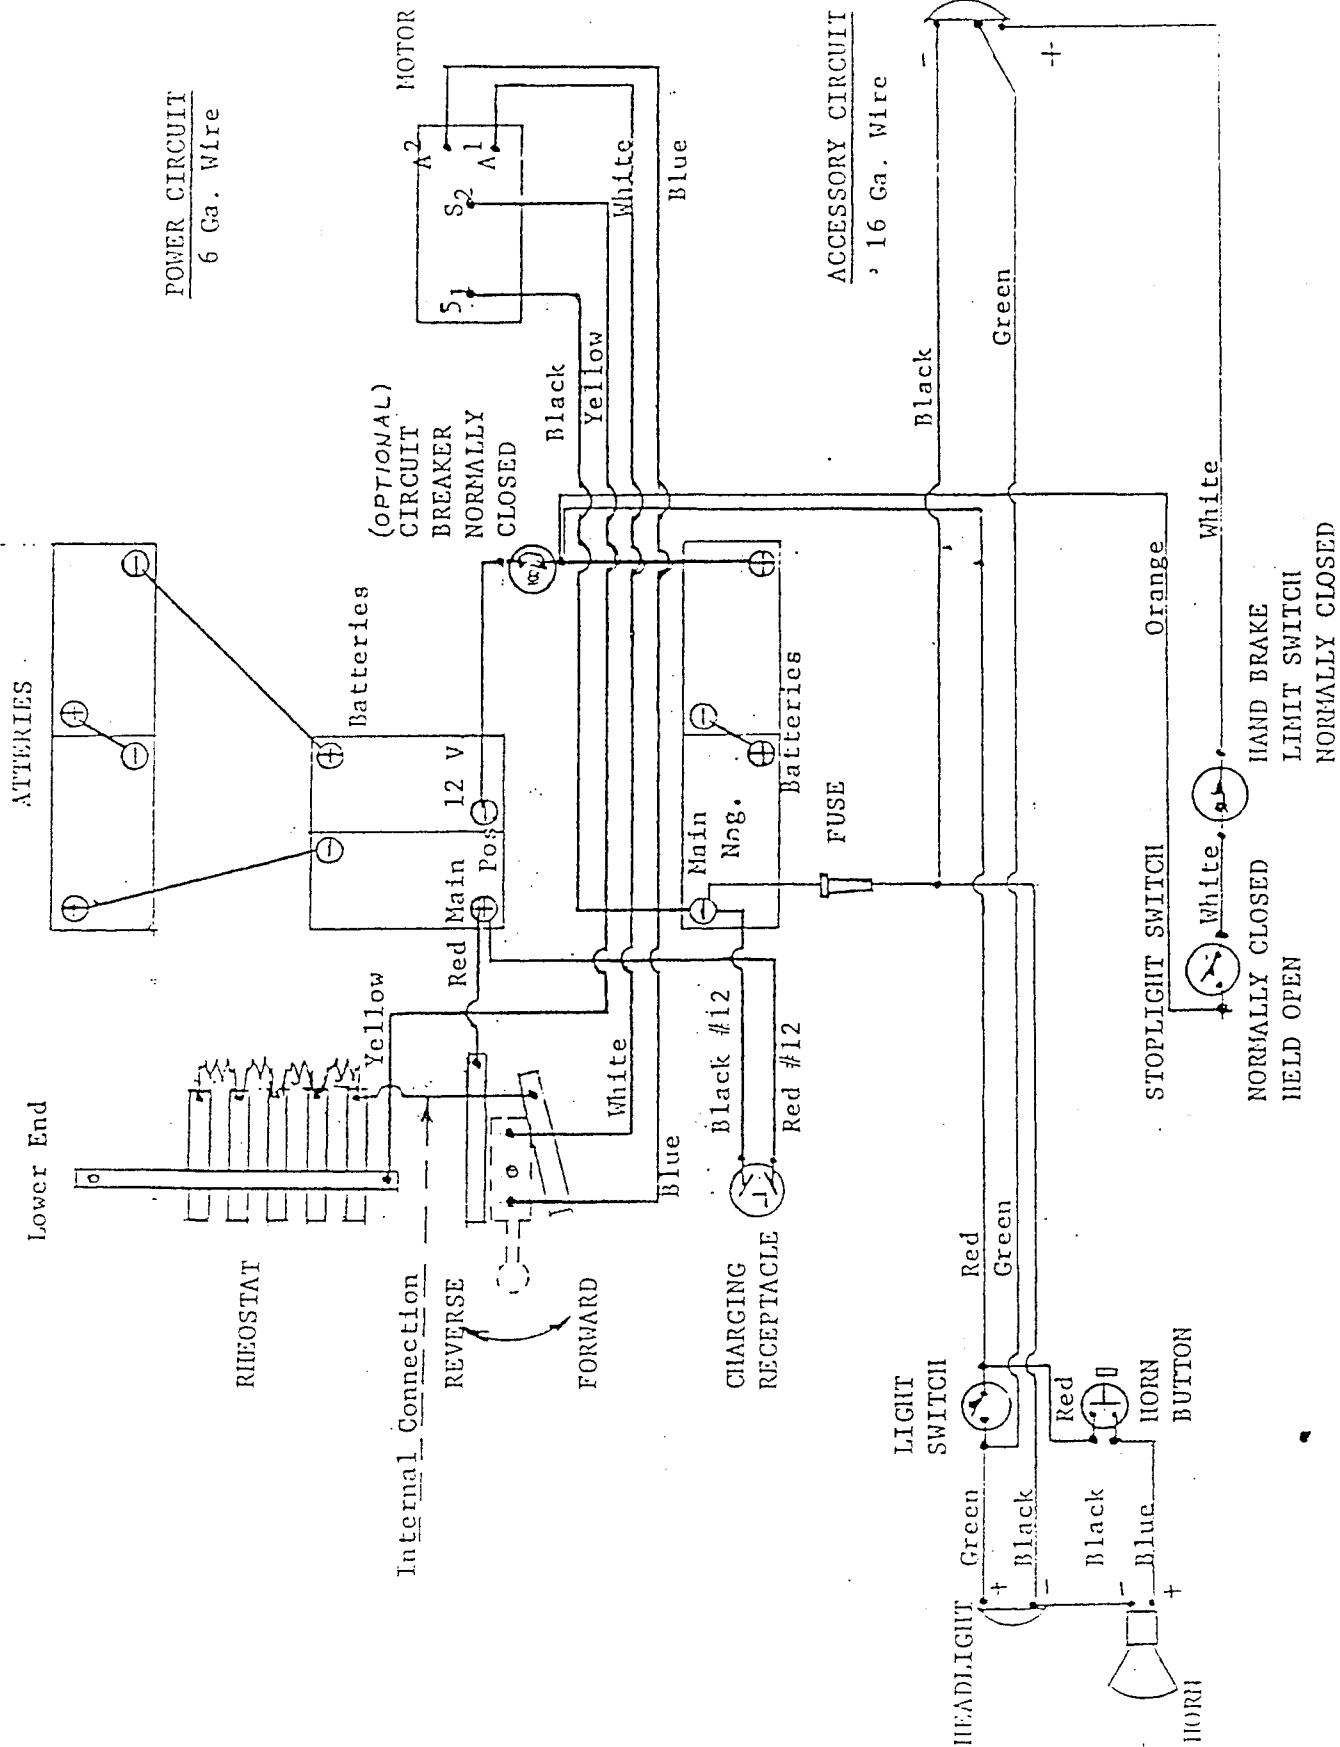 POWER CIRCUIT
6 Ga. Wire
MOTOR
A2
A1
S2
S1
White
Blue
(OPTIONAL)
CIRCUIT
BREAKER
NORMALLY
CLOSED
Black
Yellow
ATTERIES
Batteries
12 V
Main
Pos
Red
Batteries
Main
Neg.
FUSE
Lower End
RHEOSTAT
Yellow
Internal Connection
REVERSE
FORWARD
White
Blue
Black #12
Red #12
CHARGING
RECEPTACLE
ACCESSORY CIRCUIT
16 Ga. Wire
-
+
Black
Green
White
Orange
HAND BRAKE
LIMIT SWITCH
NORMALLY CLOSED
STOPLIGHT SWITCH
White
NORMALLY CLOSED
HELD OPEN
Red
Green
LIGHT
SWITCH
Red
HORN
BUTTON
Green
Black
Black
Blue
+
-
-
+
HEADLIGHT
HORN